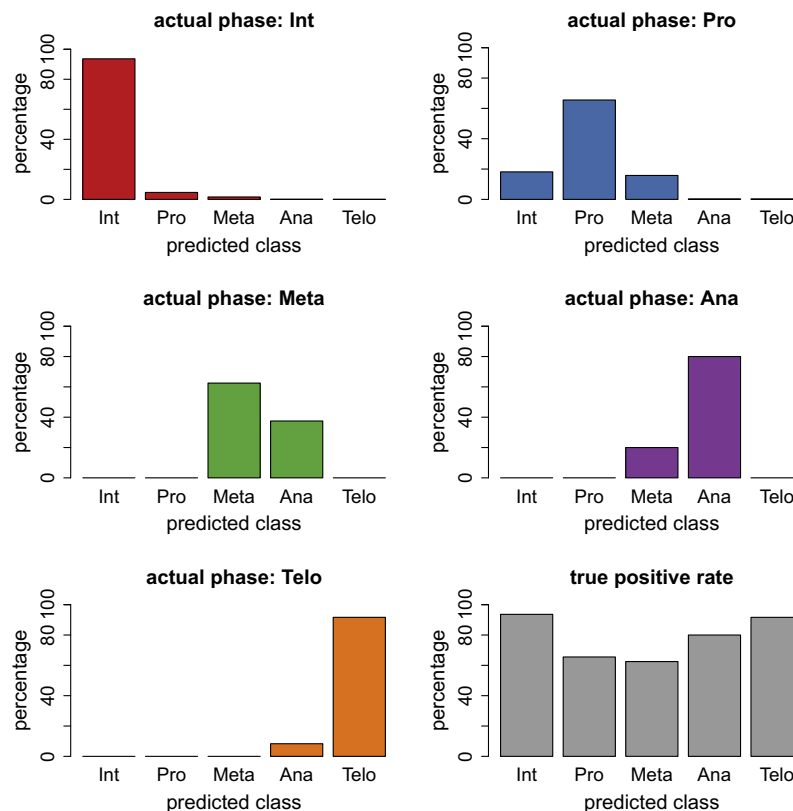 actual phase: Int
percentage
0 40 80 100
Int Pro Meta Ana Telo
predicted class
actual phase: Pro
percentage
0 40 80 100
Int Pro Meta Ana Telo
predicted class
actual phase: Meta
percentage
0 40 80 100
Int Pro Meta Ana Telo
predicted class
actual phase: Ana
percentage
0 40 80 100
Int Pro Meta Ana Telo
predicted class
actual phase: Telo
percentage
0 40 80 100
Int Pro Meta Ana Telo
predicted class
true positive rate
percentage
0 40 80 100
Int Pro Meta Ana Telo
predicted class